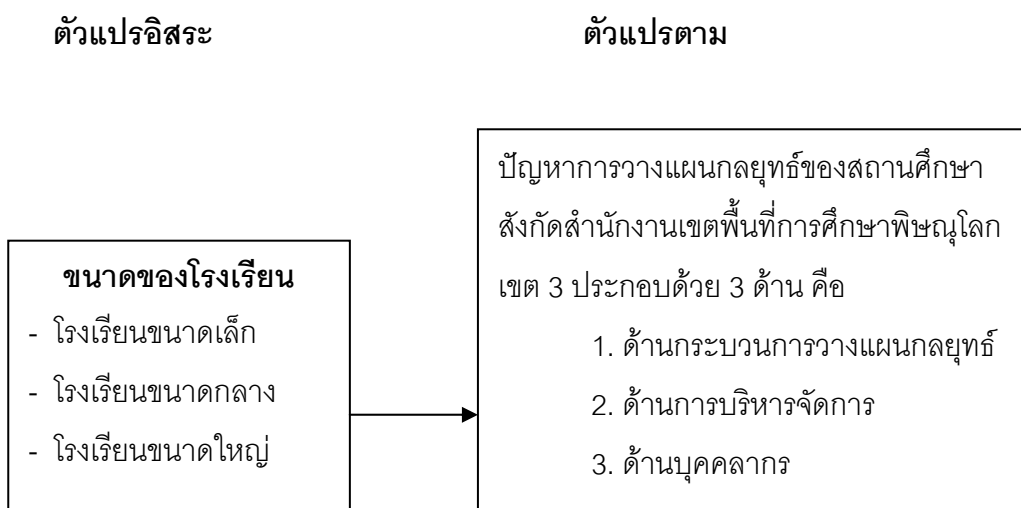 ตัวแปรอิสระ
ตัวแปรตาม
ขนาดของโรงเรียน
- โรงเรียนขนาดเล็ก
- โรงเรียนขนาดกลาง
- โรงเรียนขนาดใหญ่
ปัญหาการวางแผนกลยุทธ์ของสถานศึกษา
สังกัดสำนักงานเขตพื้นที่การศึกษาพิษณุโลก
เขต 3 ประกอบด้วย 3 ด้าน คือ
1. ด้านกระบวนการวางแผนกลยุทธ์
2. ด้านการบริหารจัดการ
3. ด้านบุคคลากร